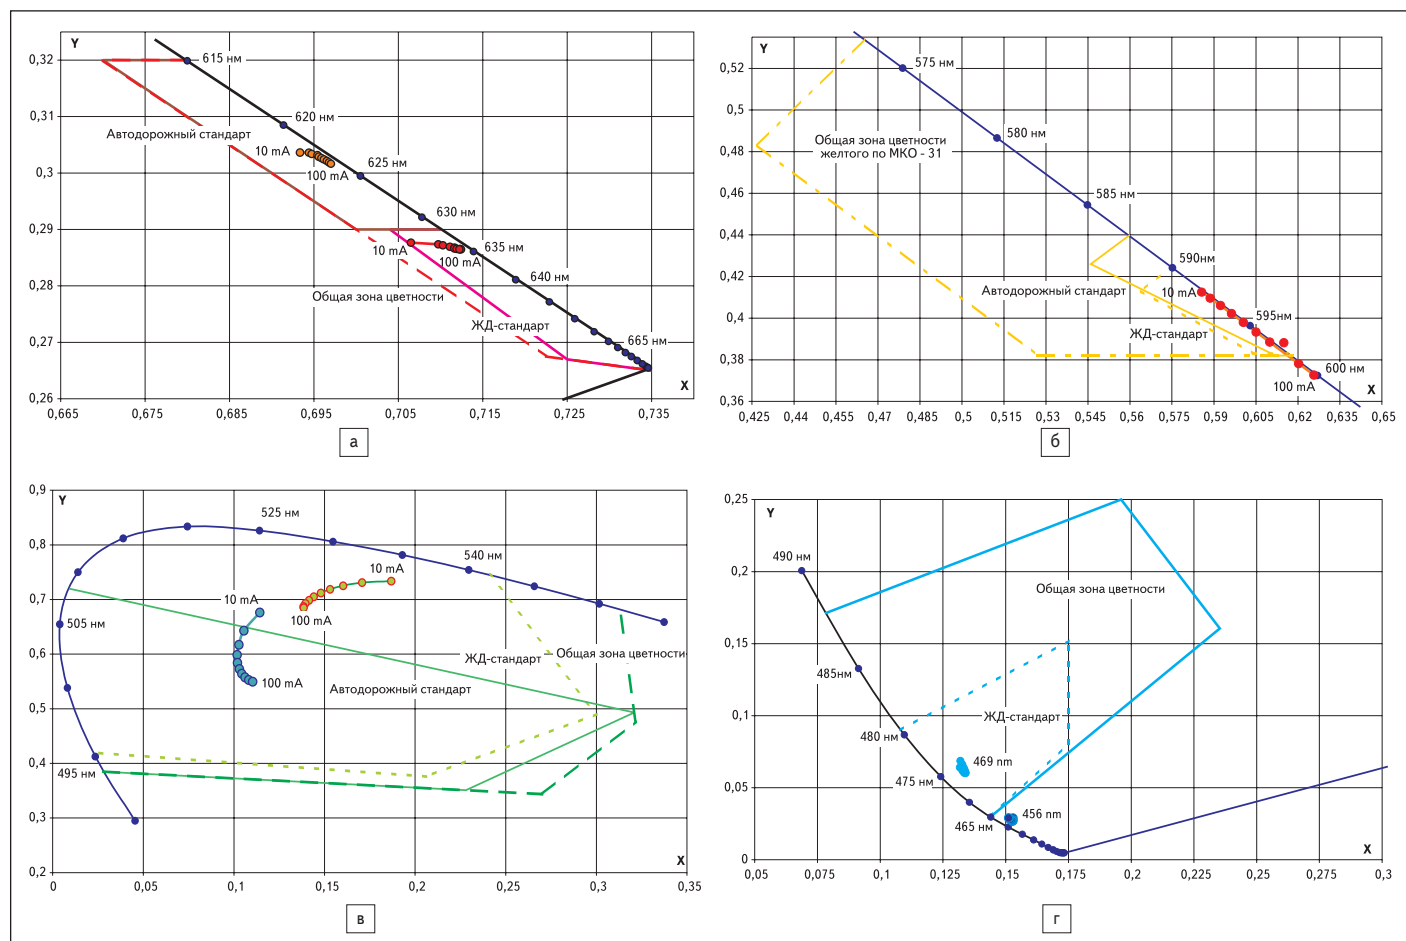 Y
0,32
0,31
0,3
0,29
0,28
0,27
0,26
615 нм
620 нм
Автодорожный стандарт
10 mA
100 mA
625 нм
630 нм
635 нм
10 mA
100 mA
640 нм
Общая зона цветности
ЖД-стандарт
665 нм
X
0,665
0,675
0,685
0,695
0,705
0,715
0,725
0,735
а
Y
0,52
0,5
0,48
0,46
0,44
0,42
0,4
0,38
0,36
575 нм
580 нм
Общая зона цветности
желтого по МКО - 31
585 нм
590нм
Автодорожный стандарт
10 mA
595нм
ЖД-стандарт
600 нм
100 mA
X
0,425
0,44
0,455
0,47
0,485
0,5
0,515
0,53
0,545
0,56
0,575
0,59
0,605
0,62
0,635
0,65
б
Y
0,9
0,8
0,7
0,6
0,5
0,4
0,3
0,2
525 нм
540 нм
10 mA
10 mA
100 mA
505 нм
ЖД-стандарт
Общая зона цветности
100 mA
Автодорожный стандарт
495 нм
X
0
0,05
0,1
0,15
0,2
0,25
0,3
0,35
в
Y
0,25
0,2
0,15
0,1
0,05
0
490 нм
Общая зона цветности
485нм
ЖД-стандарт
480 нм
469 nm
475 нм
456 nm
465 нм
X
0,05
0,075
0,1
0,125
0,15
0,175
0,2
0,225
0,25
0,275
0,3
г